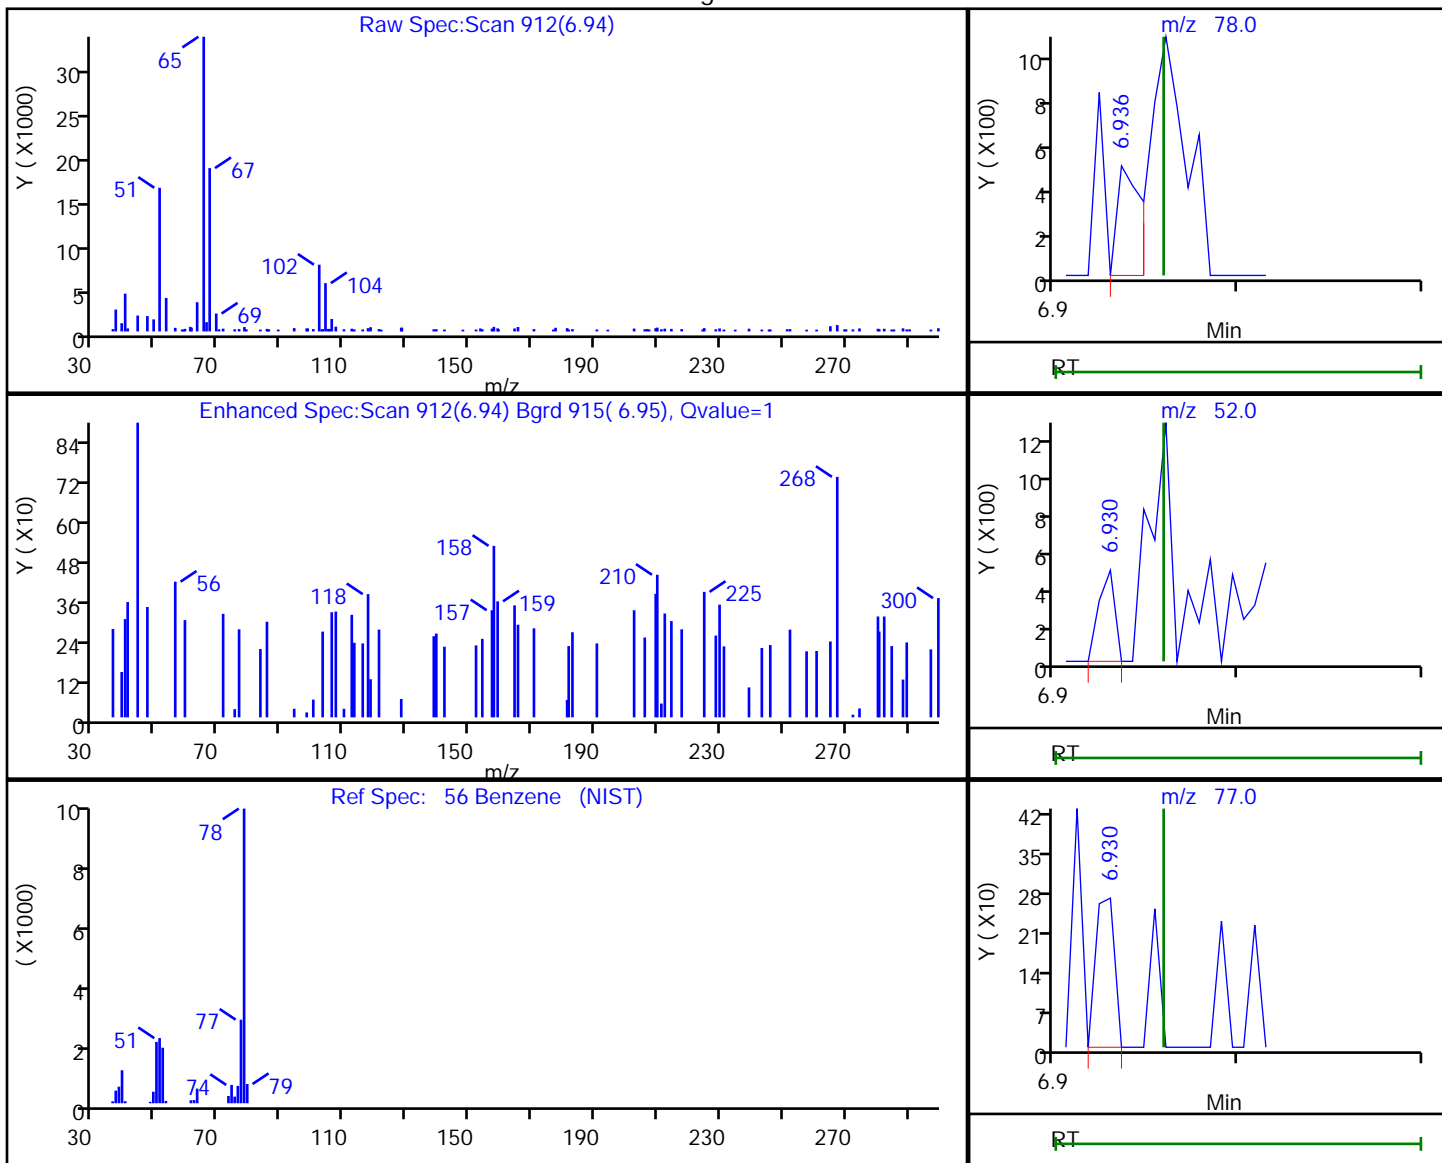 Raw Spec:Scan 912(6.94)
Y ( X1000)
30
25
20
15
10
5
0
65
51
67
102
104
69
30 70 110 150 190 230 270
m/z
m/z 78.0
Y ( X100)
10
8
6
4
2
0
6.936
6.9
Min
RT
Enhanced Spec:Scan 912(6.94) Bgrd 915( 6.95), Qvalue=1
Y ( X10)
84
72
60
48
36
24
12
0
268
158
56
118
157
159
210
225
300
30 70 110 150 190 230 270
m/z
m/z 52.0
Y ( X100)
12
10
8
6
4
2
0
6.930
6.9
Min
RT
Ref Spec: 56 Benzene (NIST)
( X1000)
10
8
6
4
2
0
78
77
51
74
79
30 70 110 150 190 230 270
m/z 77.0
Y ( X10)
42
35
28
21
14
7
0
6.930
6.9
Min
RT